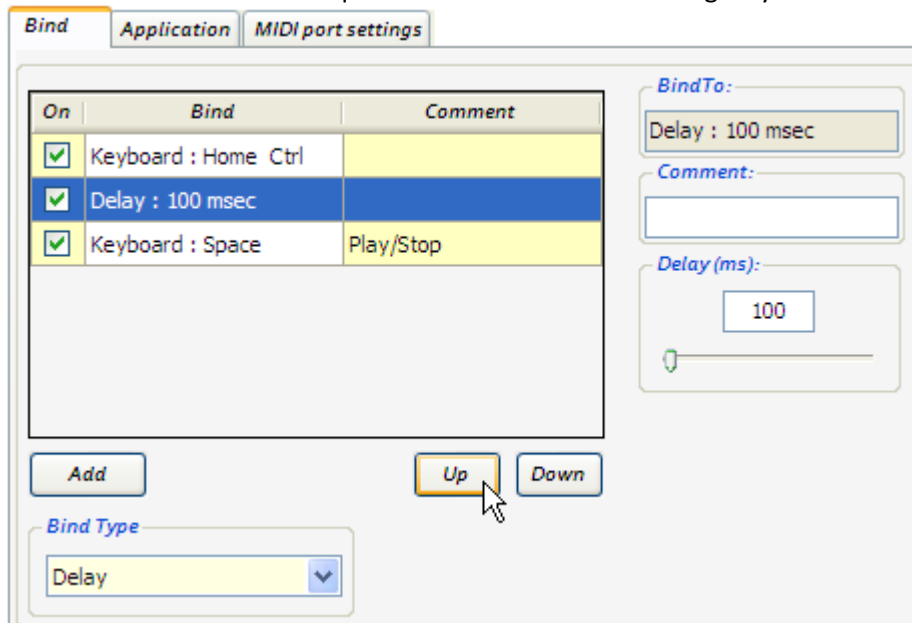 Bind Application MIDI port settings
On Bind Comment
Keyboard : Home Ctrl
Delay : 100 msec
Keyboard : Space Play/Stop
Add Up Down
Bind Type
Delay
BindTo:
Delay : 100 msec
Comment:
Delay (ms):
100